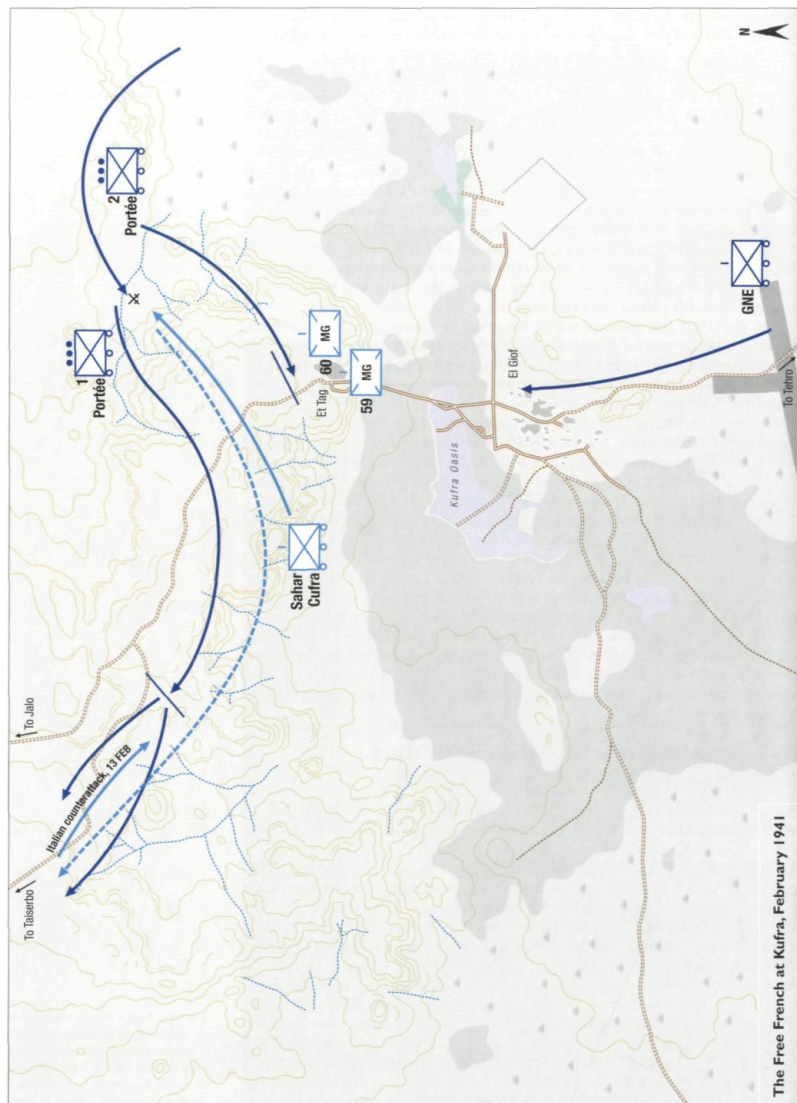 N
2
Portée
1
Portée
MG
60
MG
59
Et Tag
El Giof
GNE
To Tehro
Kufra Oasis
Sahar
Cufra
To Jalo
Italian counterattack, 13 FEB
To Taiserbo
The Free French at Kufra, February 1941